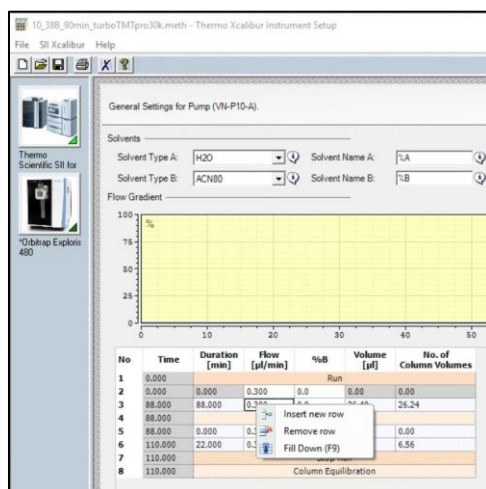 10_38B_90min_turboTMTpro30k.meth - Thermo Xcalibur Instrument Setup
File SII Xcalibur Help
General Settings for Pump (VN-P10-A).
Solvents
Solvent Type A: H2O Solvent Name A: %A
Solvent Type B: ACN80 Solvent Name B: %B
Flow Gradient
Thermo
Scientific SII for
*Orbitrap Exploris
480
100
%
75
50
25
0
0 10 20 30 40 50
No Time Duration [min] Flow [µl/min] %B Volume [µl] No. of Column Volumes
1 0.000 Run
2 0.000 0.000 0.300 0.0 0.00 0.00
3 88.000 88.000 26.24
Insert new row
4 88.000
Remove row
5 88.000 0.000 0.00
Fill Down (F9)
6 110.000 22.000 6.56
7 110.000
8 110.000 Column Equilibration